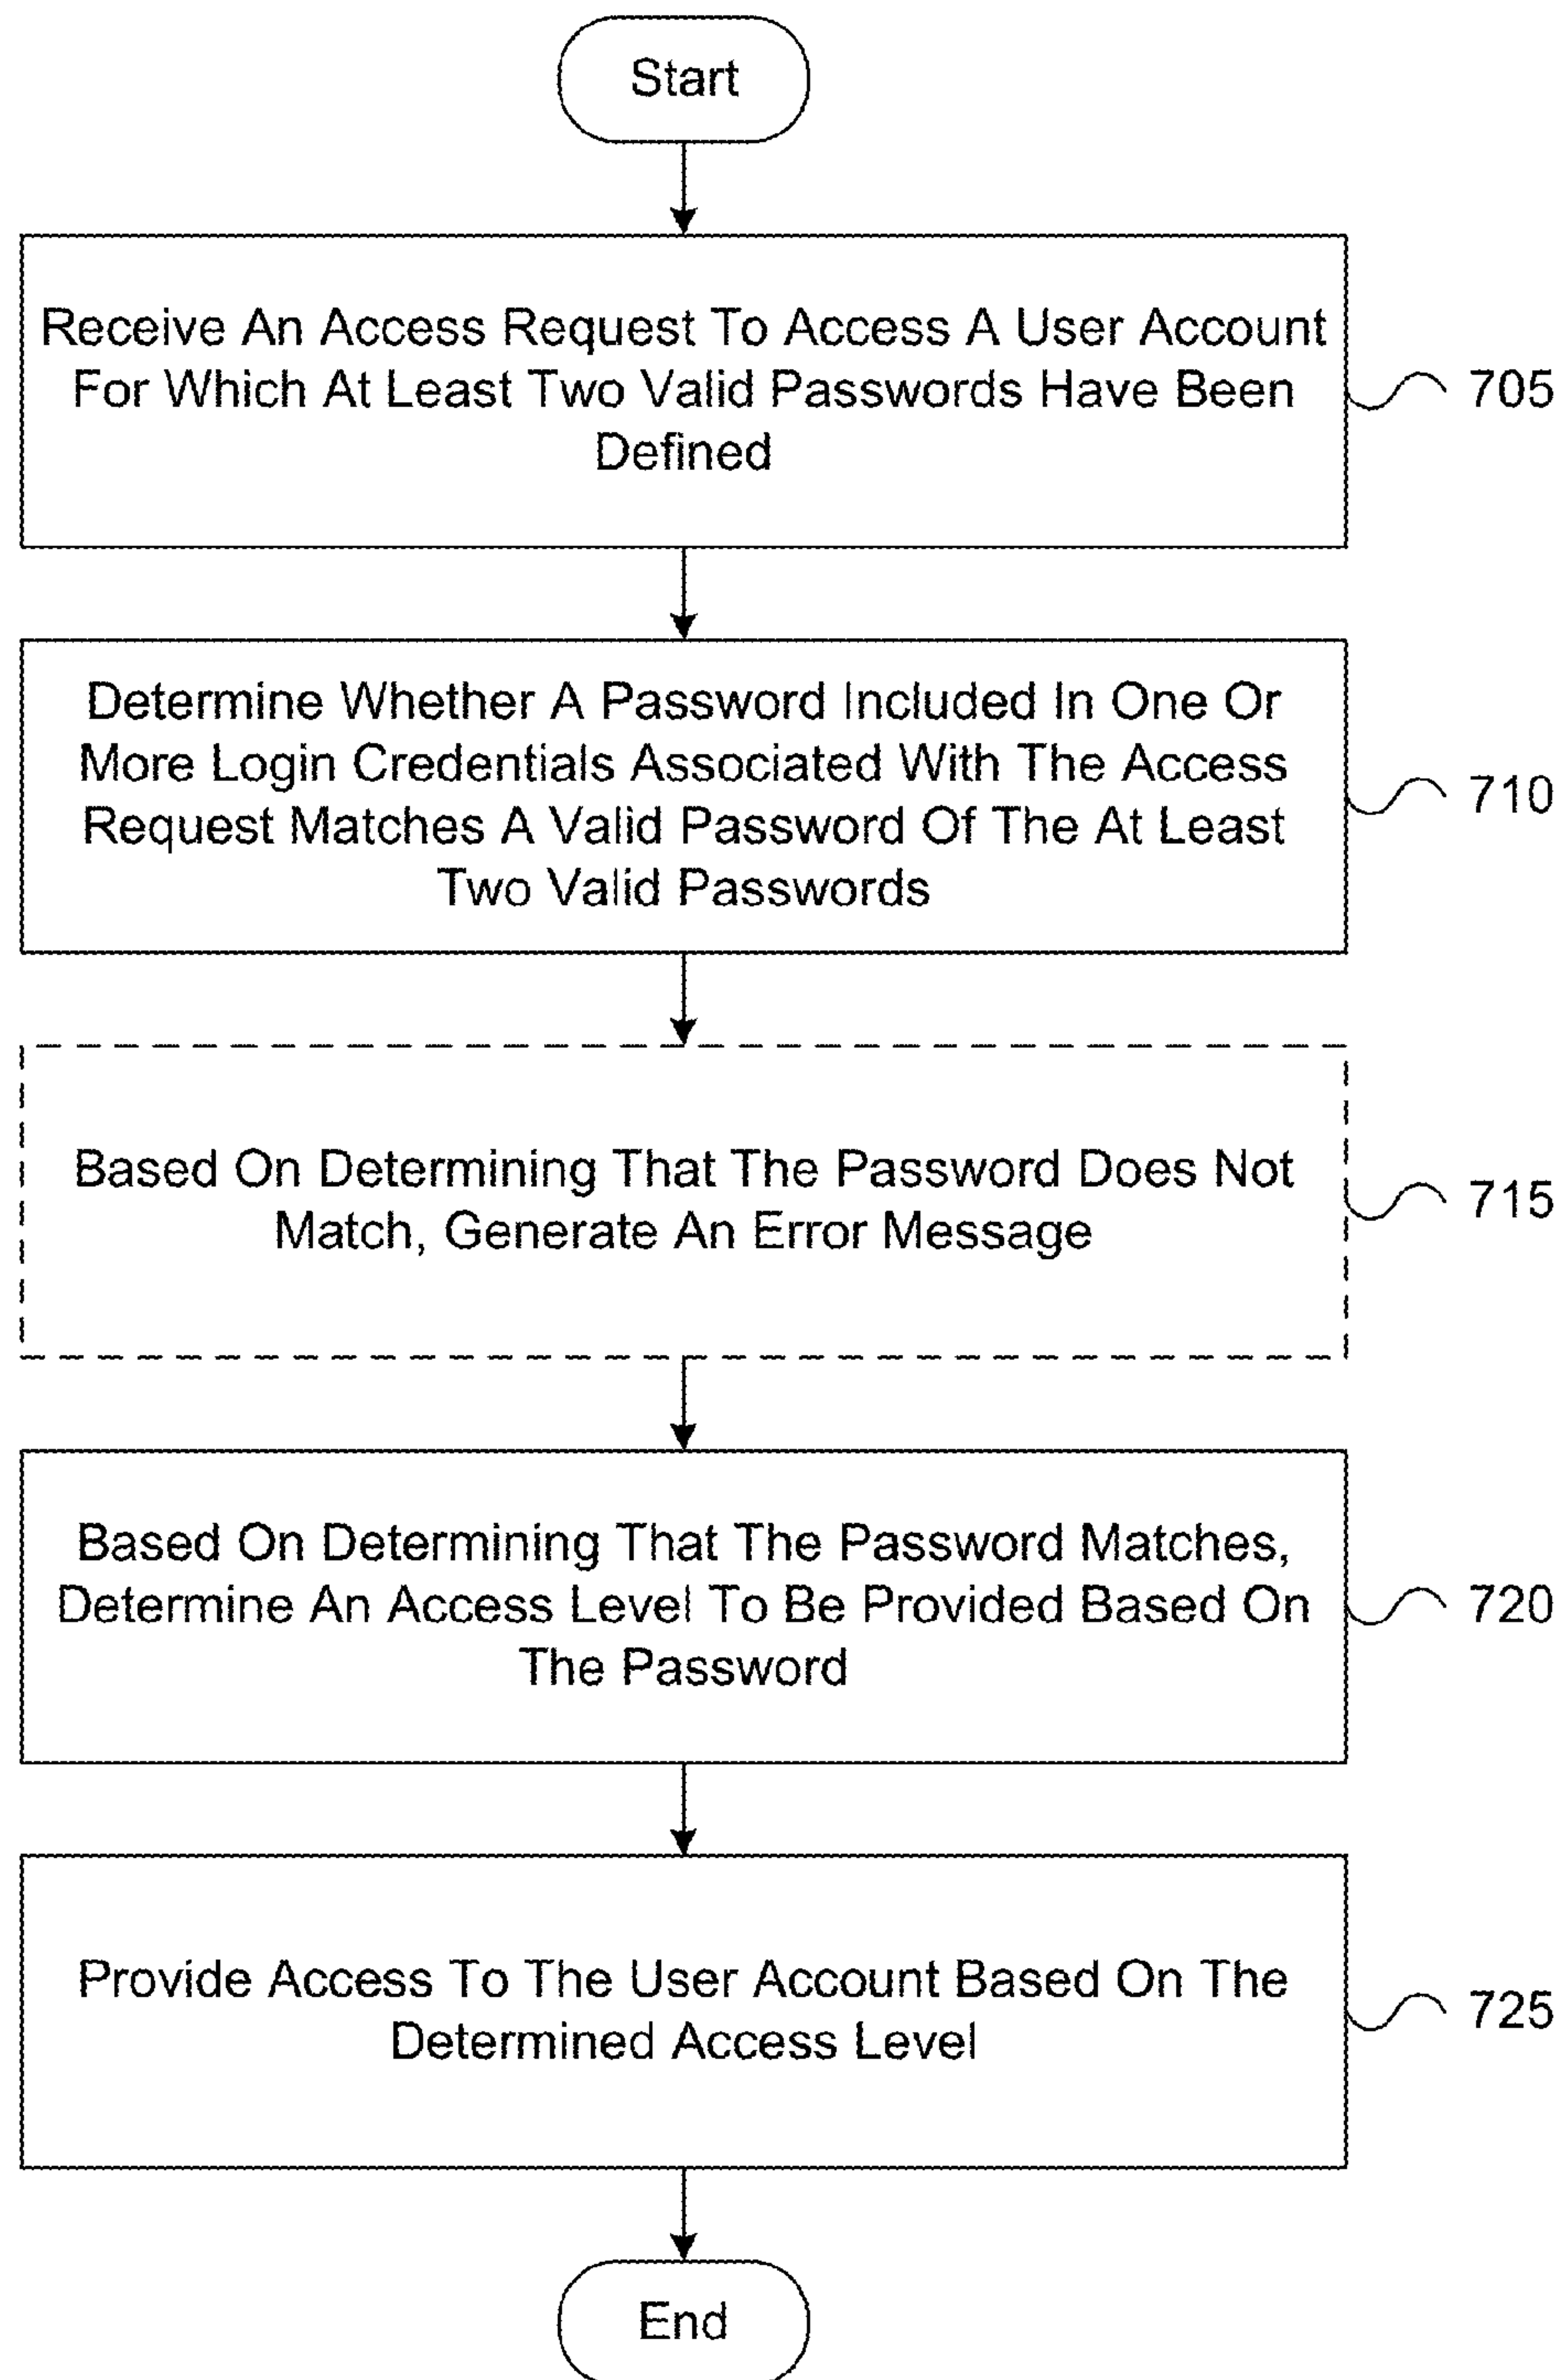 Start
Receive An Access Request To Access A User Account
For Which At Least Two Valid Passwords Have Been
Defined
705
Determine Whether A Password Included In One Or
More Login Credentials Associated With The Access
Request Matches A Valid Password Of The At Least
Two Valid Passwords
710
Based On Determining That The Password Does Not
Match, Generate An Error Message
715
Based On Determining That The Password Matches,
Determine An Access Level To Be Provided Based On
The Password
720
Provide Access To The User Account Based On The
Determined Access Level
725
End